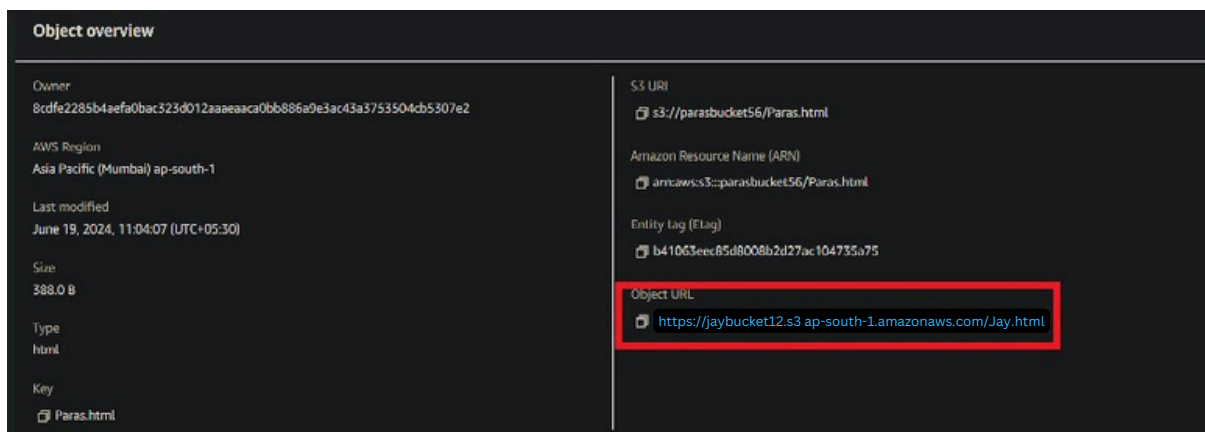 Object overview
Owner
8cdfe2285b4aefa0bac323d012aaaeaaca0bb886a9e3ac43a3753504cb5307e2
AWS Region
Asia Pacific (Mumbai) ap-south-1
Last modified
June 19, 2024, 11:04:07 (UTC+05:30)
Size
388.0 B
Type
html
Key
Paras.html
S3 URI
s3://parasbucket56/Paras.html
Amazon Resource Name (ARN)
arn:aws:s3:::parasbucket56/Paras.html
Entity tag (Etag)
b41063eec85d8008b2d27ac104735a75
Object URL
https://jaybucket12.s3 ap-south-1.amazonaws.com/Jay.html